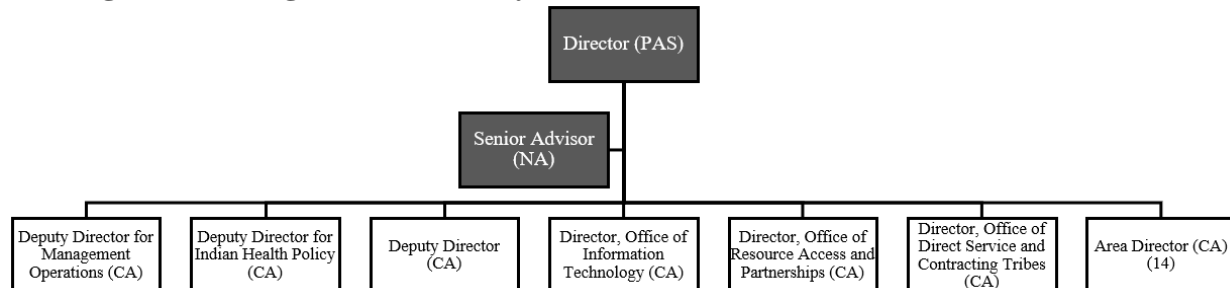 Director (PAS)
Senior Advisor
(NA)
Deputy Director for
Management
Operations (CA)
Deputy Director for
Indian Health Policy
(CA)
Deputy Director
(CA)
Director, Office of
Information
Technology (CA)
Director, Office of
Resource Access and
Partnerships (CA)
Director, Office of
Direct Service and
Contracting Tribes
(CA)
Area Director (CA)
(14)